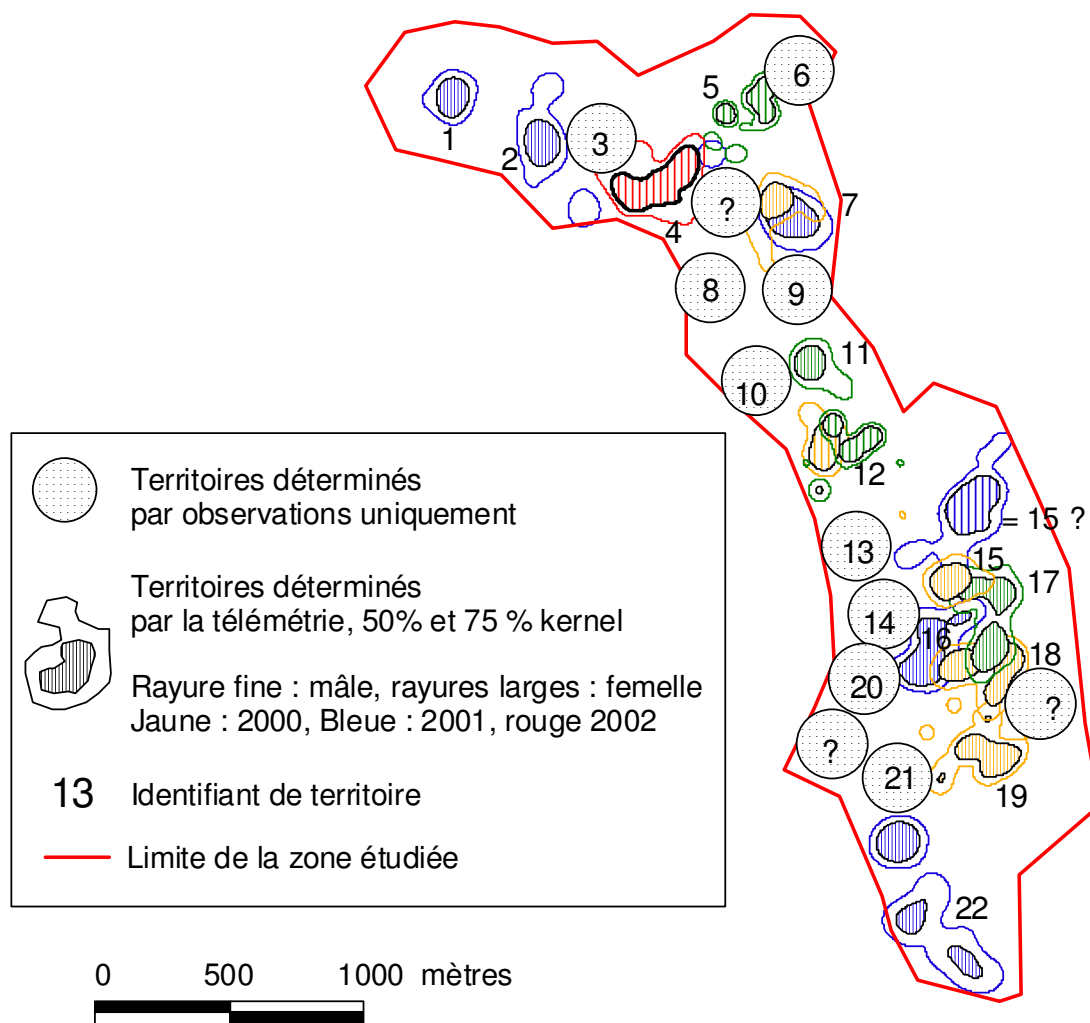 6
5
3
1
2
?
7
4
8
9
11
10
12
= 15 ?
13
15
17
14
16
18
20
?
?
21
19
22
Territoires déterminés
par observations uniquement
Territoires déterminés
par la télémétrie, 50% et 75 % kernel
Rayure fine : mâle, rayures larges : femelle
Jaune : 2000, Bleue : 2001, rouge 2002
13 Identifiant de territoire
Limite de la zone étudiée
0 500 1000 mètres